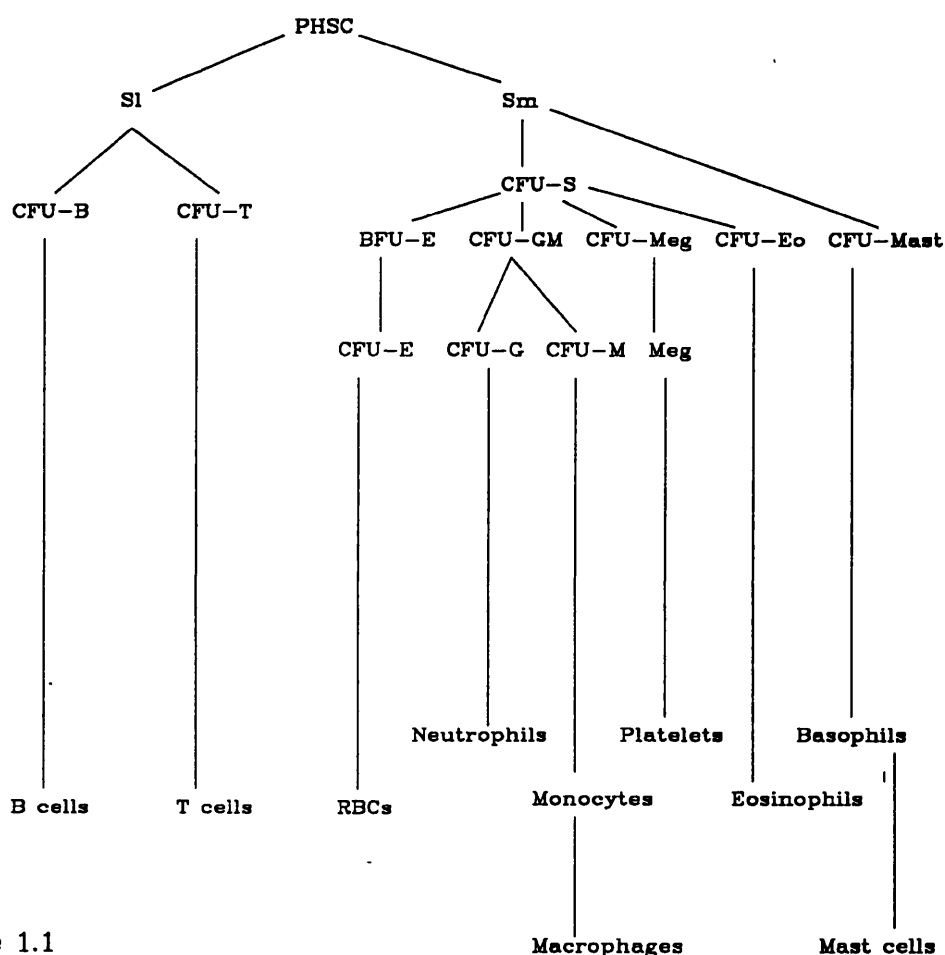 PHSC
Sl Sm
CFU-S
CFU-B CFU-T
BFU-E CFU-GM CFU-Meg CFU-Eo CFU-Mast
CFU-E CFU-G CFU-M Meg
Neutrophils Platelets Basophils
B cells T cells RBCs Monocytes Eosinophils
e 1.1
Macrophages Mast cells